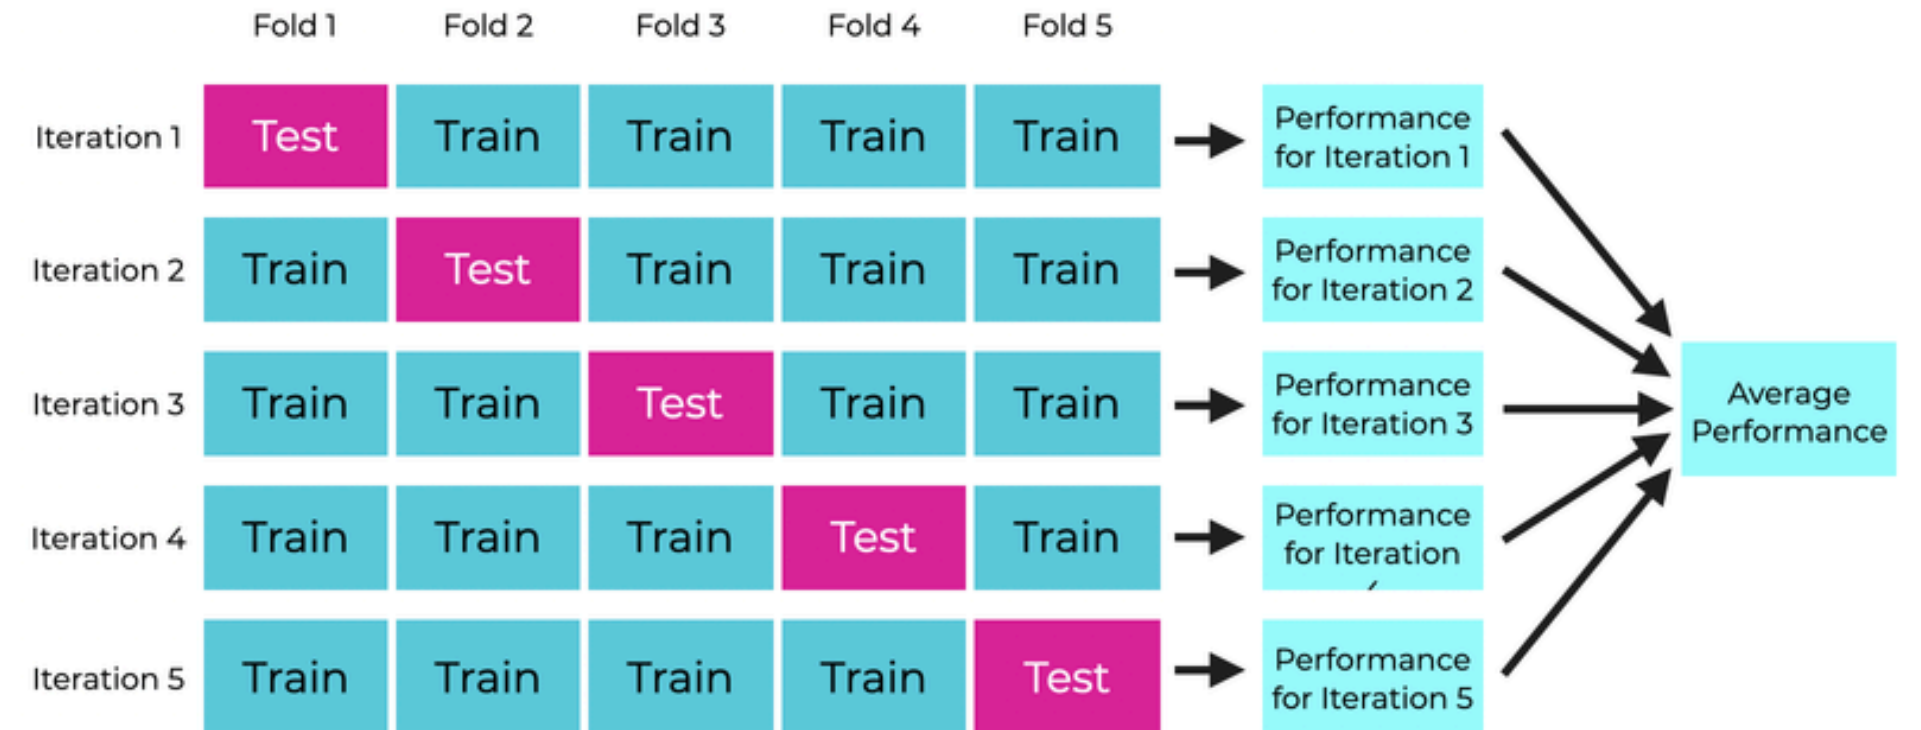 Fold 1 Fold 2 Fold 3 Fold 4 Fold 5
Iteration 1 Test Train Train Train Train
Performance
for Iteration 1
Iteration 2 Train Test Train Train Train
Performance
for Iteration 2
Iteration 3 Train Train Test Train Train
Performance
for Iteration 3
Average
Performance
Iteration 4 Train Train Train Test Train
Performance
for Iteration
Iteration 5 Train Train Train Train Test
Performance
for Iteration 5